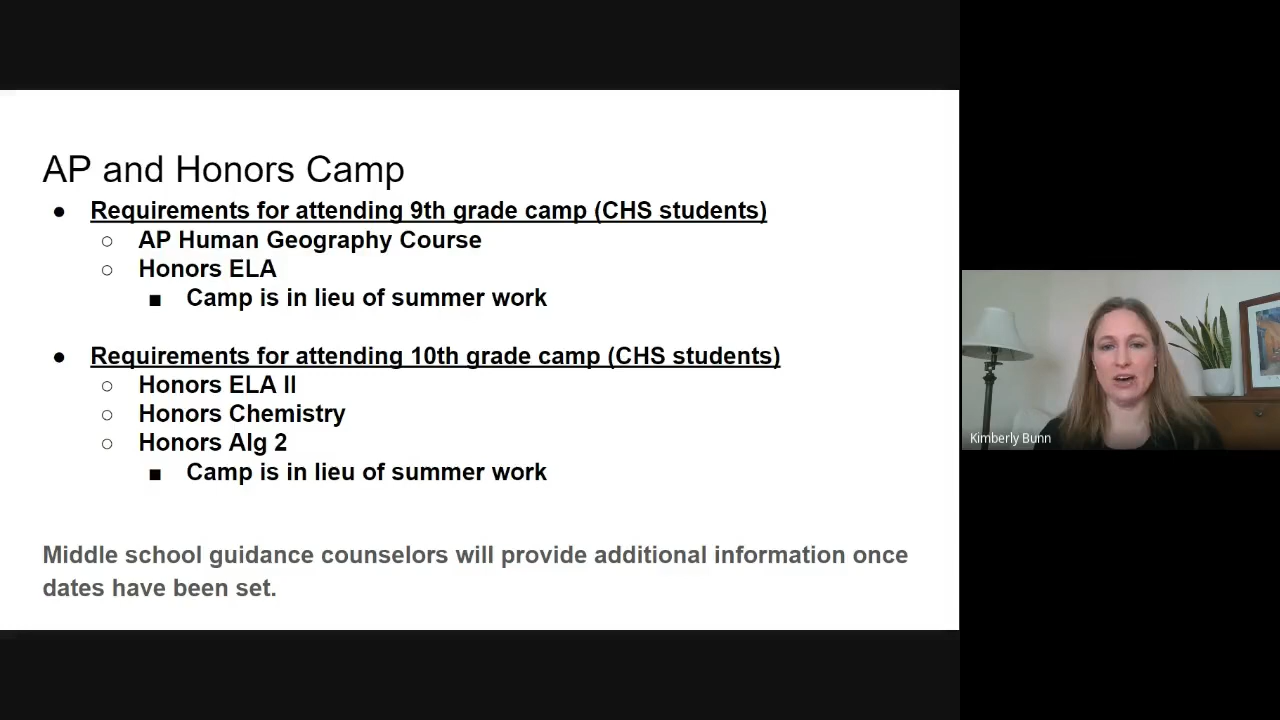 AP and Honors Camp
● Requirements for attending 9th grade camp (CHS students)
○ AP Human Geography Course
○ Honors ELA
■ Camp is in lieu of summer work
● Requirements for attending 10th grade camp (CHS students)
○ Honors ELA II
○ Honors Chemistry
○ Honors Alg 2
■ Camp is in lieu of summer work
Middle school guidance counselors will provide additional information once
dates have been set.
Kimberly Bunn